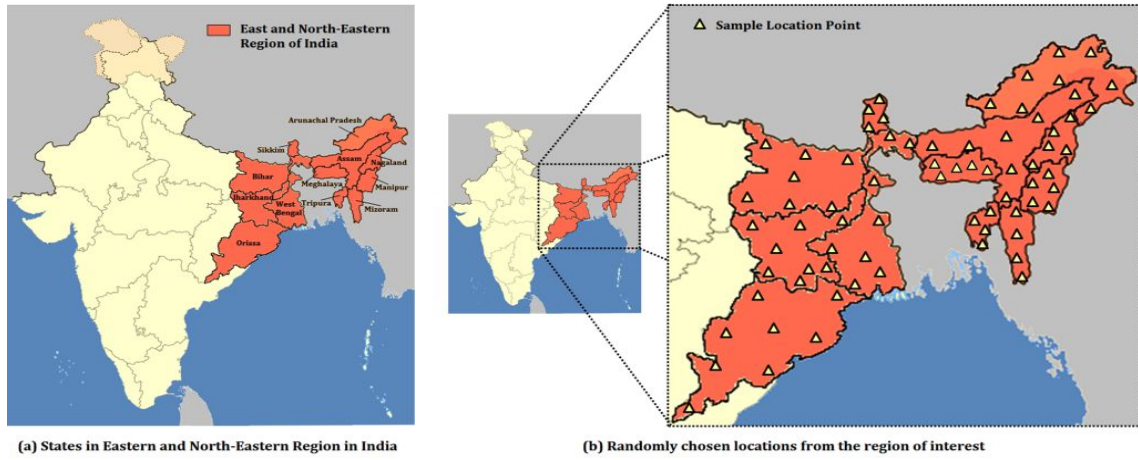 East and North-Eastern
Region of India
Arunachal Pradesh
Sikkim
Assam
Nagaland
Bihar
Meghalaya
Manipur
Jharkhand
West
Bengal
Tripura
Mizoram
Orissa
Sample Location Point
(a) States in Eastern and North-Eastern Region in India
(b) Randomly chosen locations from the region of interest